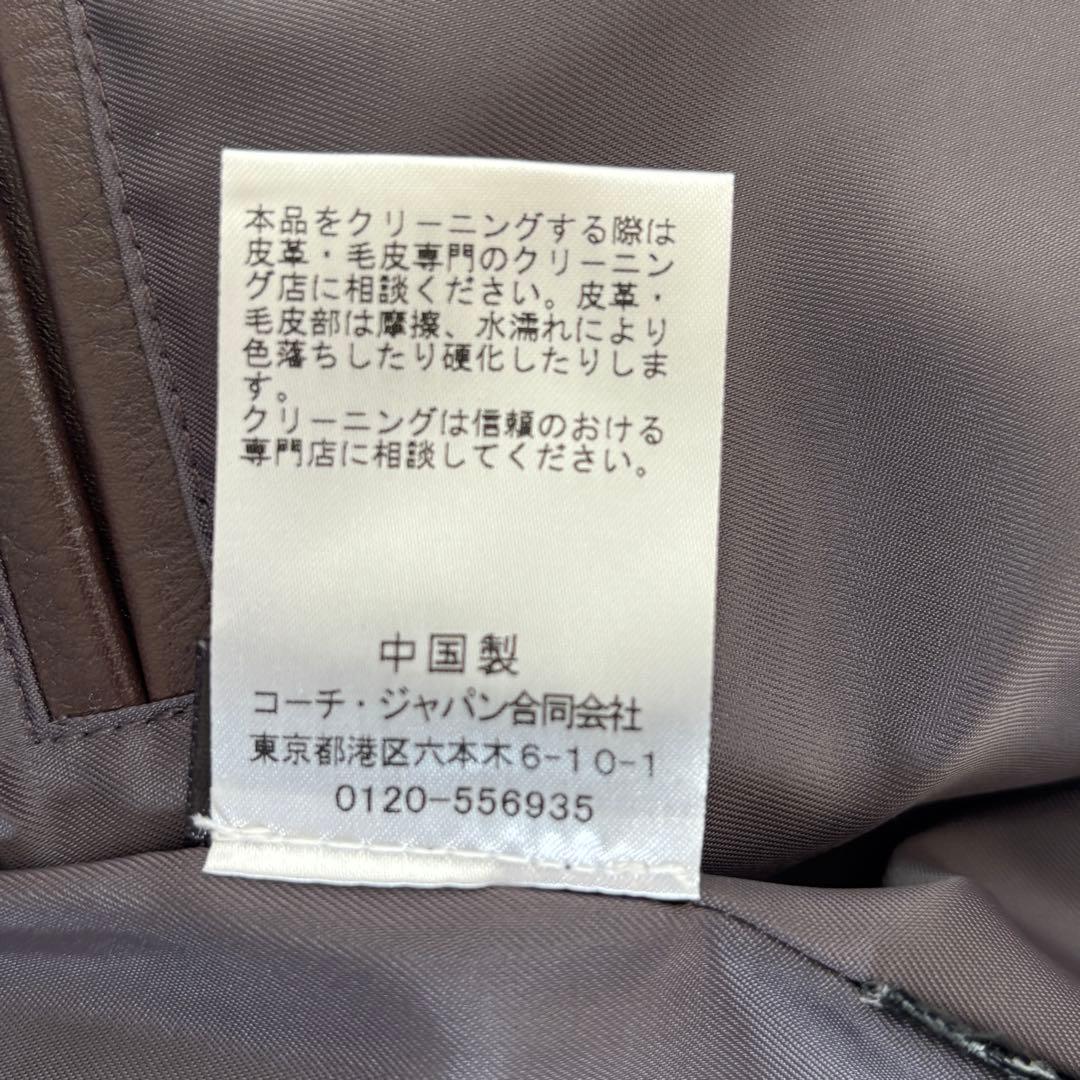 本品をクリーニングする際は
皮革・毛皮専門のクリーニン
グ店に相談ください。皮革・
毛皮部は摩擦、水濡れにより
色落ちしたり硬化したりしま
す。
クリーニングは信頼のおける
専門店に相談してください。
中国製
コーチ・ジャパン合同会社
東京都港区六本木6-10-1
0120-556935